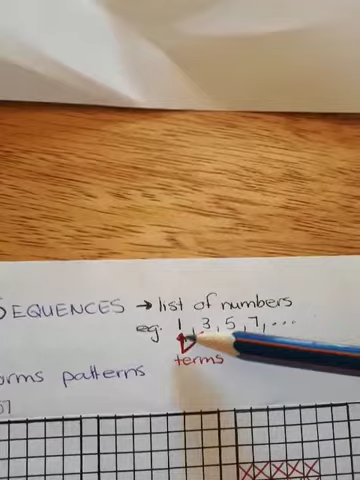 SEQUENCES → list of numbers
eg. 1, 3, 5, 7, ...
terms
patterns